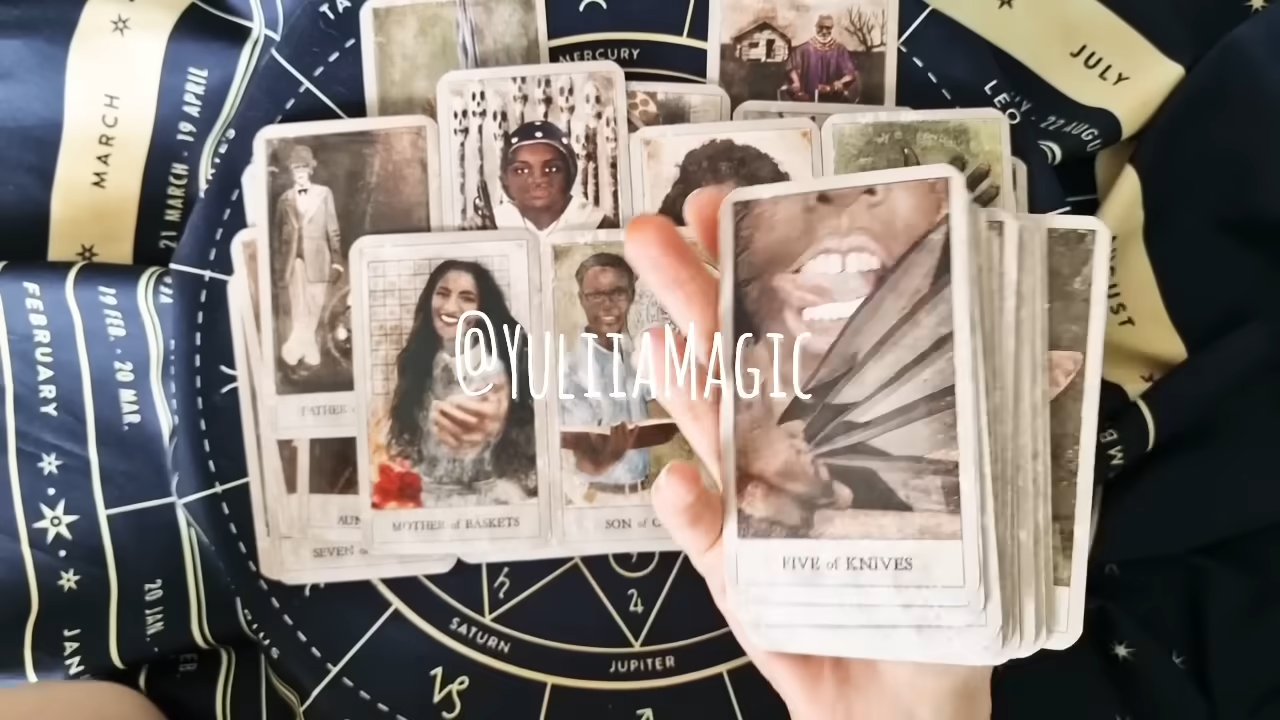 MERCURY
JULY
LEO
22 AUGU
MARCH
21 MARCH · 19 APRIL
FEBRUARY
19 FEB. · 20 MAR.
@YULIIAMAGIC
FATHER
MOTHER of BASKETS
SON of
SEVEN
FIVE of KNIVES
SATURN
JUPITER
20 JAN.
JAN